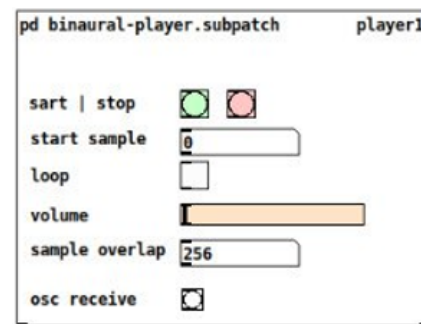 pd binaural-player.subpatch player1
sart | stop
start sample 0
loop
volume
sample overlap 256
osc receive